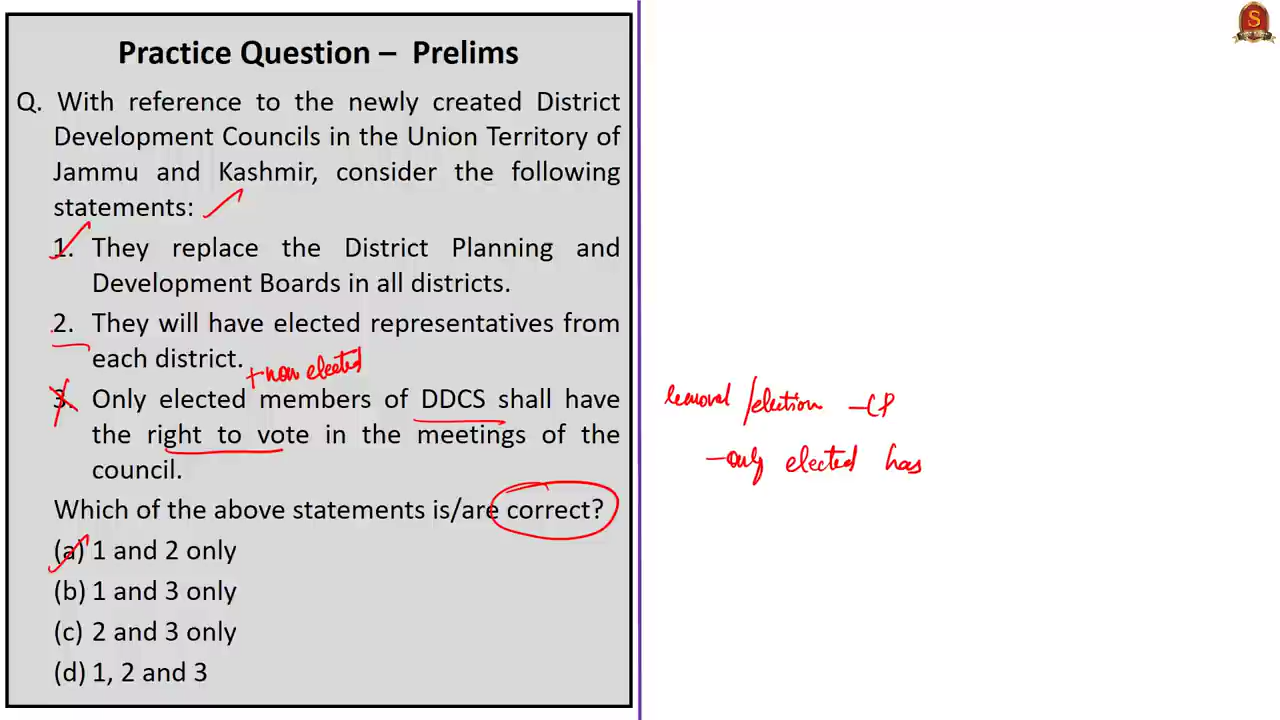 Practice Question – Prelims
Q. With reference to the newly created District
Development Councils in the Union Territory of
Jammu and Kashmir, consider the following
statements:
1. They replace the District Planning and
Development Boards in all districts.
2. They will have elected representatives from
each district.
+non elected
3. Only elected members of DDCS shall have
the right to vote in the meetings of the
council.
Which of the above statements is/are correct?
(a) 1 and 2 only
(b) 1 and 3 only
(c) 2 and 3 only
(d) 1, 2 and 3
S
removal/election – CP
– only elected has